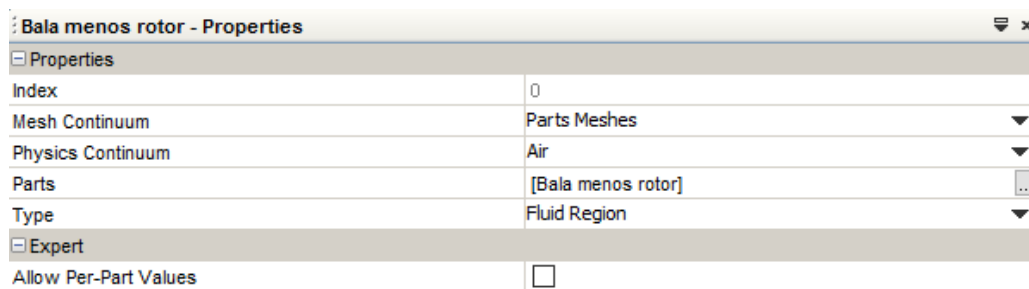 Bala menos rotor - Properties
Properties
Index 0
Mesh Continuum Parts Meshes
Physics Continuum Air
Parts [Bala menos rotor]
Type Fluid Region
Expert
Allow Per-Part Values